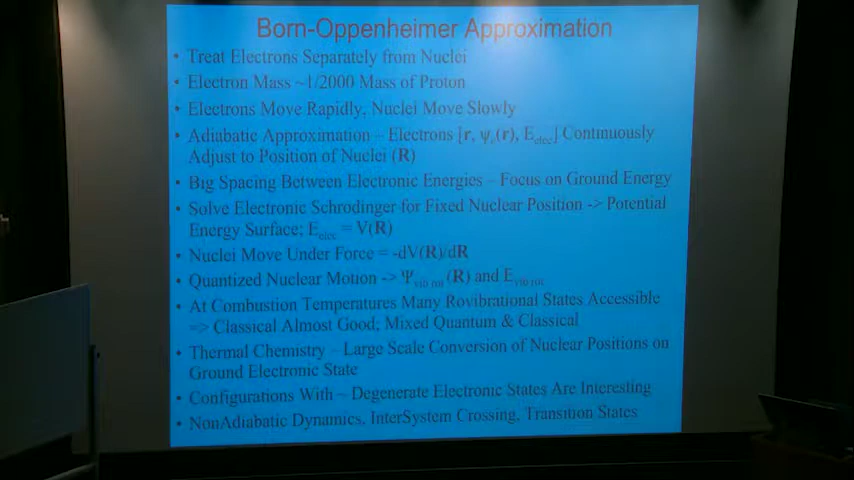 Born-Oppenheimer Approximation
• Treat Electrons Separately from Nuclei
• Electron Mass ~1/2000 Mass of Proton
• Electrons Move Rapidly, Nuclei Move Slowly
• Adiabatic Approximation – Electrons [r, ψe(r), Eelec] Continuously
Adjust to Position of Nuclei (R)
• Big Spacing Between Electronic Energies – Focus on Ground Energy
• Solve Electronic Schrodinger for Fixed Nuclear Position -> Potential
Energy Surface; Eelec = V(R)
• Nuclei Move Under Force = -dV(R)/dR
• Quantized Nuclear Motion -> Ψvib rot (R) and Evib rot
• At Combustion Temperatures Many Rovibrational States Accessible
=> Classical Almost Good; Mixed Quantum & Classical
• Thermal Chemistry – Large Scale Conversion of Nuclear Positions on
Ground Electronic State
• Configurations With ~ Degenerate Electronic States Are Interesting
• NonAdiabatic Dynamics, InterSystem Crossing, Transition States